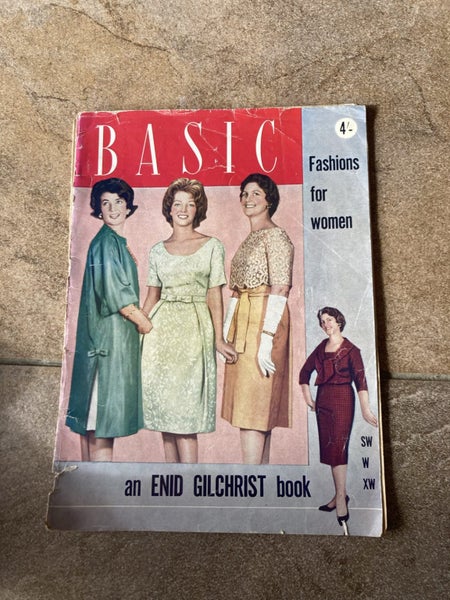 BASIC
4/-
Fashions
for
women
SW
W
XW
an ENID GILCHRIST book